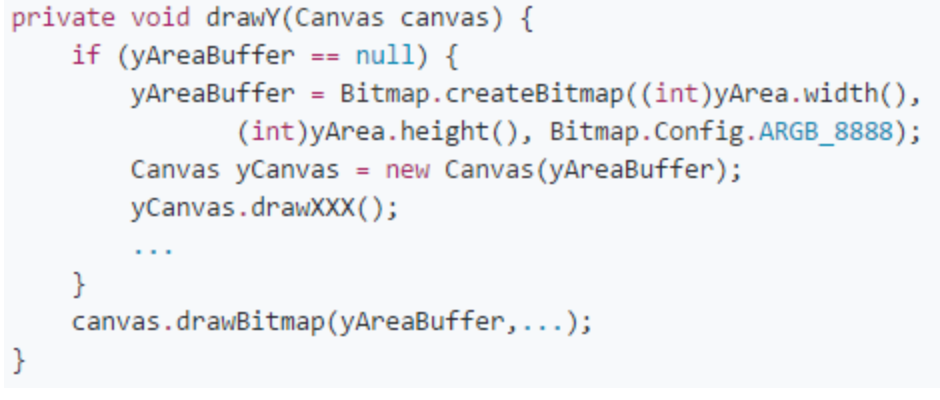 private void drawY(Canvas canvas) {
    if (yAreaBuffer == null) {
        yAreaBuffer = Bitmap.createBitmap((int)yArea.width(),
                (int)yArea.height(), Bitmap.Config.ARGB_8888);
        Canvas yCanvas = new Canvas(yAreaBuffer);
        yCanvas.drawXXX();
        ...
    }
    canvas.drawBitmap(yAreaBuffer,...);
}